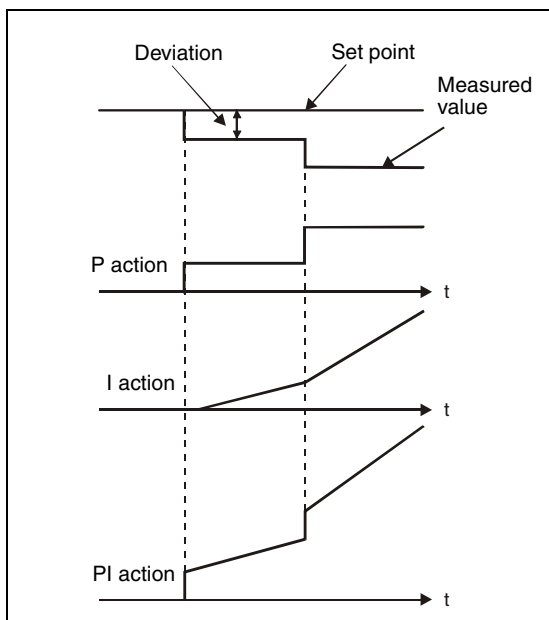 Deviation
Set point
Measured
value
P action
t
I action
t
PI action
t